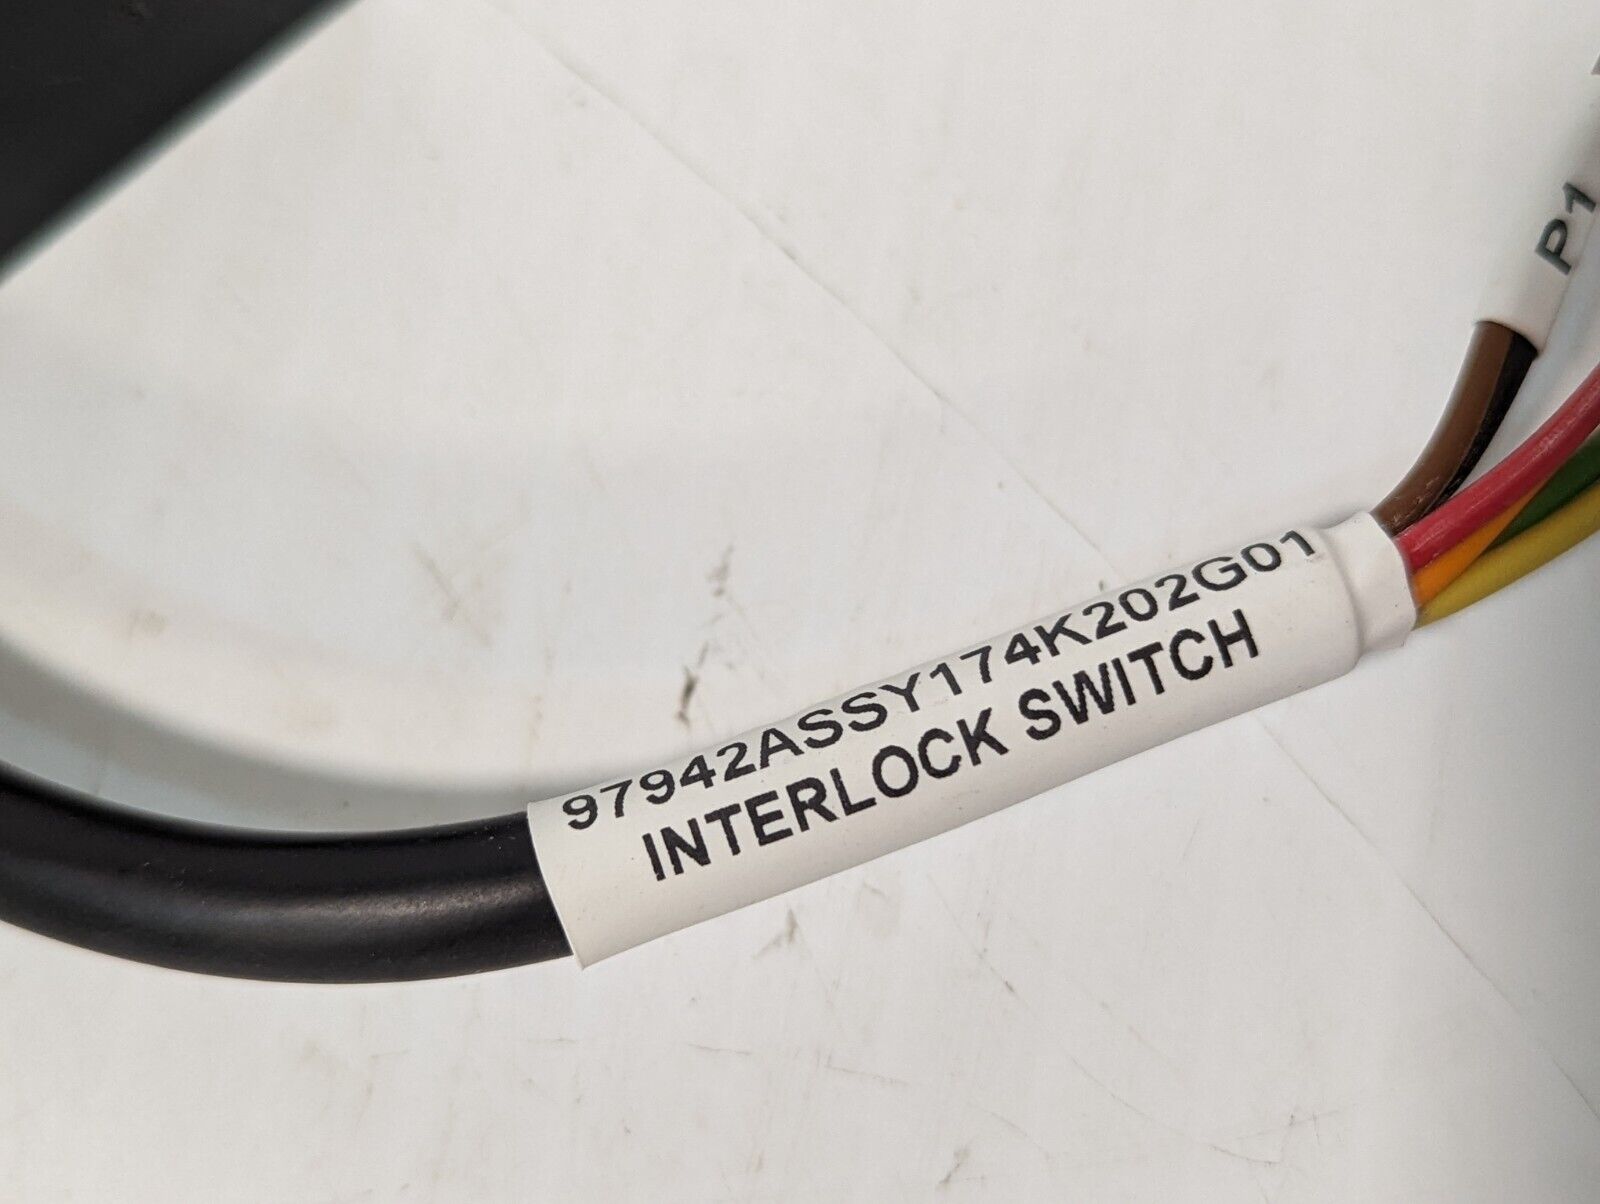 97942ASSY174K202G01
INTERLOCK SWITCH
P1